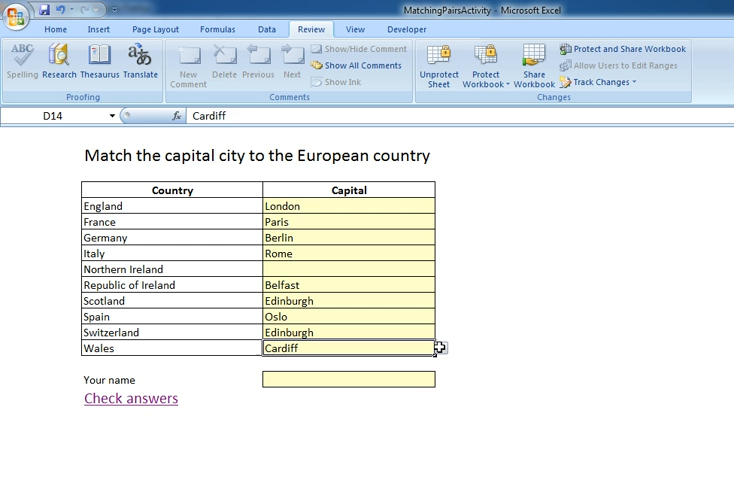 MatchingPairsActivity - Microsoft Excel
Home Insert Page Layout Formulas Data Review View Developer
ABC
Spelling Research Thesaurus Translate
Proofing
New Comment Delete Previous Next
Show/Hide Comment
Show All Comments
Show Ink
Comments
Unprotect Sheet Protect Workbook Share Workbook
Protect and Share Workbook
Allow Users to Edit Ranges
Track Changes
Changes
D14 fx Cardiff
Match the capital city to the European country
Country Capital
England London
France Paris
Germany Berlin
Italy Rome
Northern Ireland
Republic of Ireland Belfast
Scotland Edinburgh
Spain Oslo
Switzerland Edinburgh
Wales Cardiff
Your name
Check answers